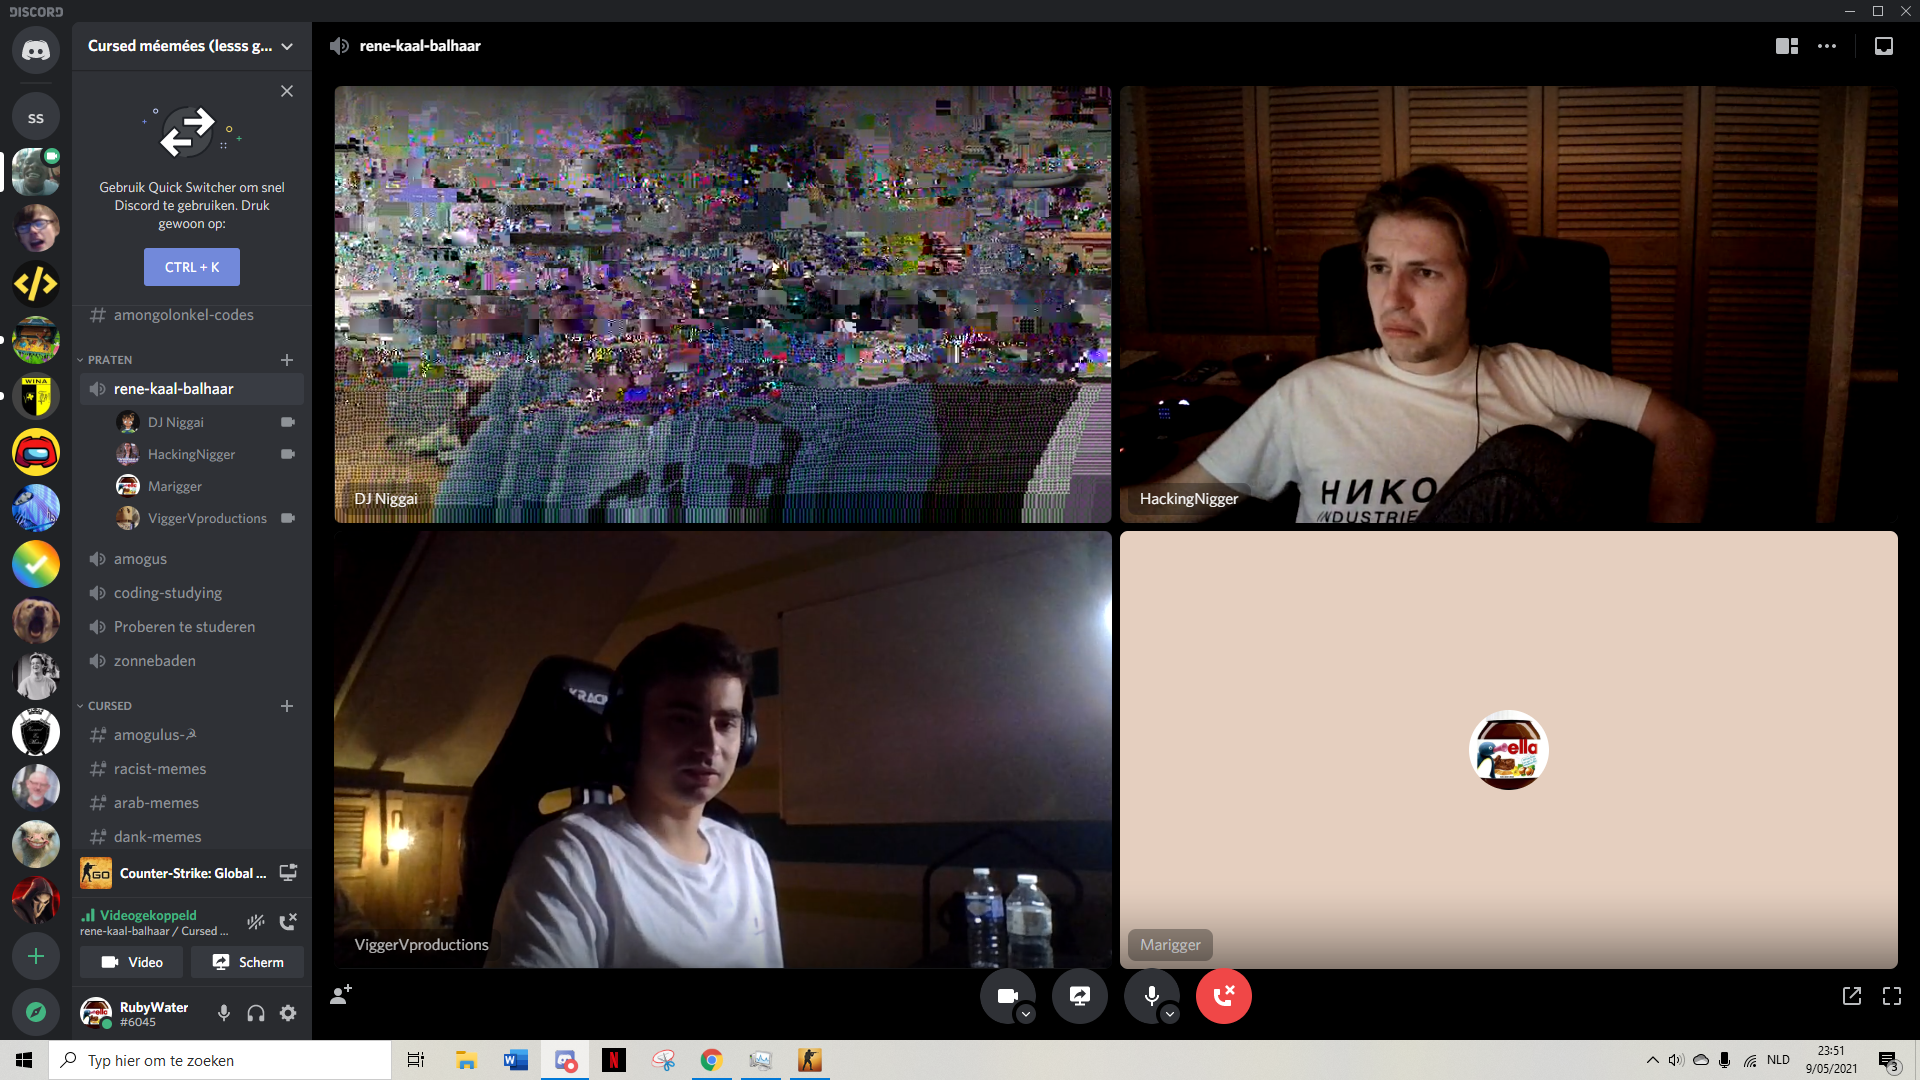 DISCORD
Cursed méemées (lesss g...
rene-kaal-balhaar
SS
Gebruik Quick Switcher om snel
Discord te gebruiken. Druk
gewoon op:
CTRL + K
amongolonkel-codes
PRATEN
rene-kaal-balhaar
DJ Niggai
HackingNigger
Marigger
ViggerVproductions
amogus
coding-studying
Proberen te studeren
zonnebaden
CURSED
amogulus-☭
racist-memes
arab-memes
dank-memes
GO
Counter-Strike: Global ...
Videogekoppeld
rene-kaal-balhaar / Cursed ...
Video
Scherm
RubyWater
#6045
WINA
DJ Niggai
HackingNigger
НИКО
INDUSTRIE
KRACI
ViggerVproductions
ella
Marigger
Typ hier om te zoeken
NLD
23:51
9/05/2021
3